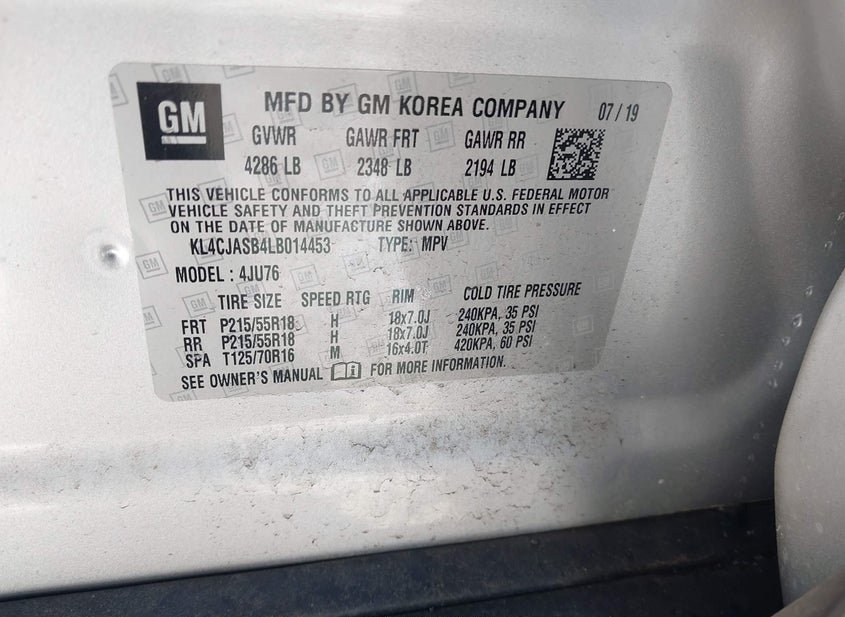 GM MFD BY GM KOREA COMPANY 07/19
GVWR GAWR FRT GAWR RR
4286 LB 2348 LB 2194 LB
THIS VEHICLE CONFORMS TO ALL APPLICABLE U.S. FEDERAL MOTOR
VEHICLE SAFETY AND THEFT PREVENTION STANDARDS IN EFFECT
ON THE DATE OF MANUFACTURE SHOWN ABOVE.
KL4CJASB4LB014453 TYPE: MPV
MODEL : 4JU76
TIRE SIZE SPEED RTG RIM COLD TIRE PRESSURE
FRT P215/55R18 H 18x7.0J 240KPA, 35 PSI
RR P215/55R18 H 18x7.0J 240KPA, 35 PSI
SPA T125/70R16 M 16x4.0T 420KPA, 60 PSI
SEE OWNER'S MANUAL FOR MORE INFORMATION.